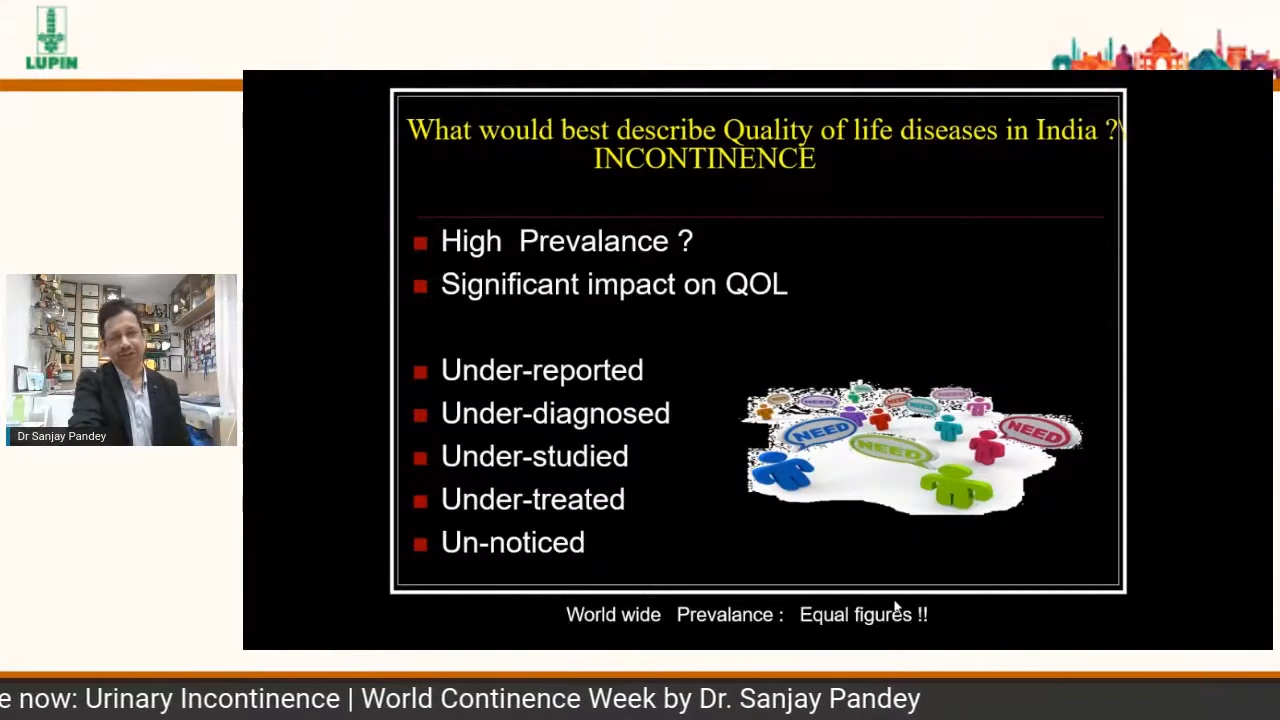 LUPIN
What would best describe Quality of life diseases in India ?\
INCONTINENCE
High Prevalance ?
Significant impact on QOL
Under-reported
Under-diagnosed
Under-studied
Under-treated
Un-noticed
NEED
NEED
NEED
World wide Prevalance : Equal figures !!
Dr Sanjay Pandey
e now: Urinary Incontinence | World Continence Week by Dr. Sanjay Pandey